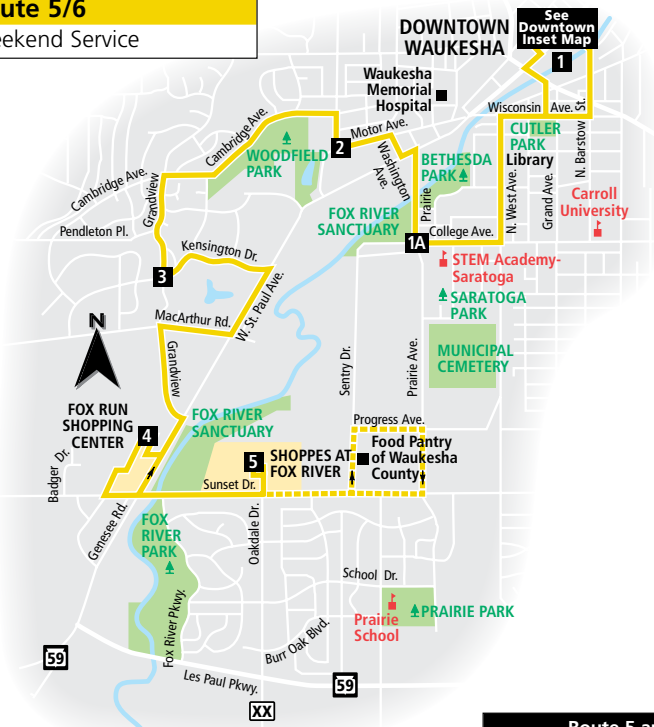 ute 5/6
ekend Service
DOWNTOWN
WAUKESHA
See
Downtown
Inset Map
1
Waukesha
Memorial
Hospital
Wisconsin Ave.
N. Barstow St.
Cambridge Ave.
Motor Ave.
2
WOODFIELD
PARK
Washington
Ave.
CUTLER
PARK
Library
BETHESDA
PARK
Prairie
N. West Ave.
Grand Ave.
Carroll
University
Cambridge Ave.
Grandview
Pendleton Pl.
FOX RIVER
SANCTUARY
1A
College Ave.
Kensington Dr.
3
STEM Academy-
Saratoga
SARATOGA
PARK
W. St. Paul Ave.
MacArthur Rd.
N
Grandview
Sentry Dr.
Prairie Ave.
MUNICIPAL
CEMETERY
FOX RUN
SHOPPING
CENTER
4
FOX RIVER
SANCTUARY
Progress Ave.
5
SHOPPES AT
FOX RIVER
Food Pantry
of Waukesha
County
Badger Dr.
Sunset Dr.
Genesee Rd.
FOX
RIVER
PARK
Oakdale Dr.
School Dr.
Prairie
School
PRAIRIE PARK
Fox River Pkwy.
Burr Oak Blvd.
59
Les Paul Pkwy.
59
XX
Route 5 a